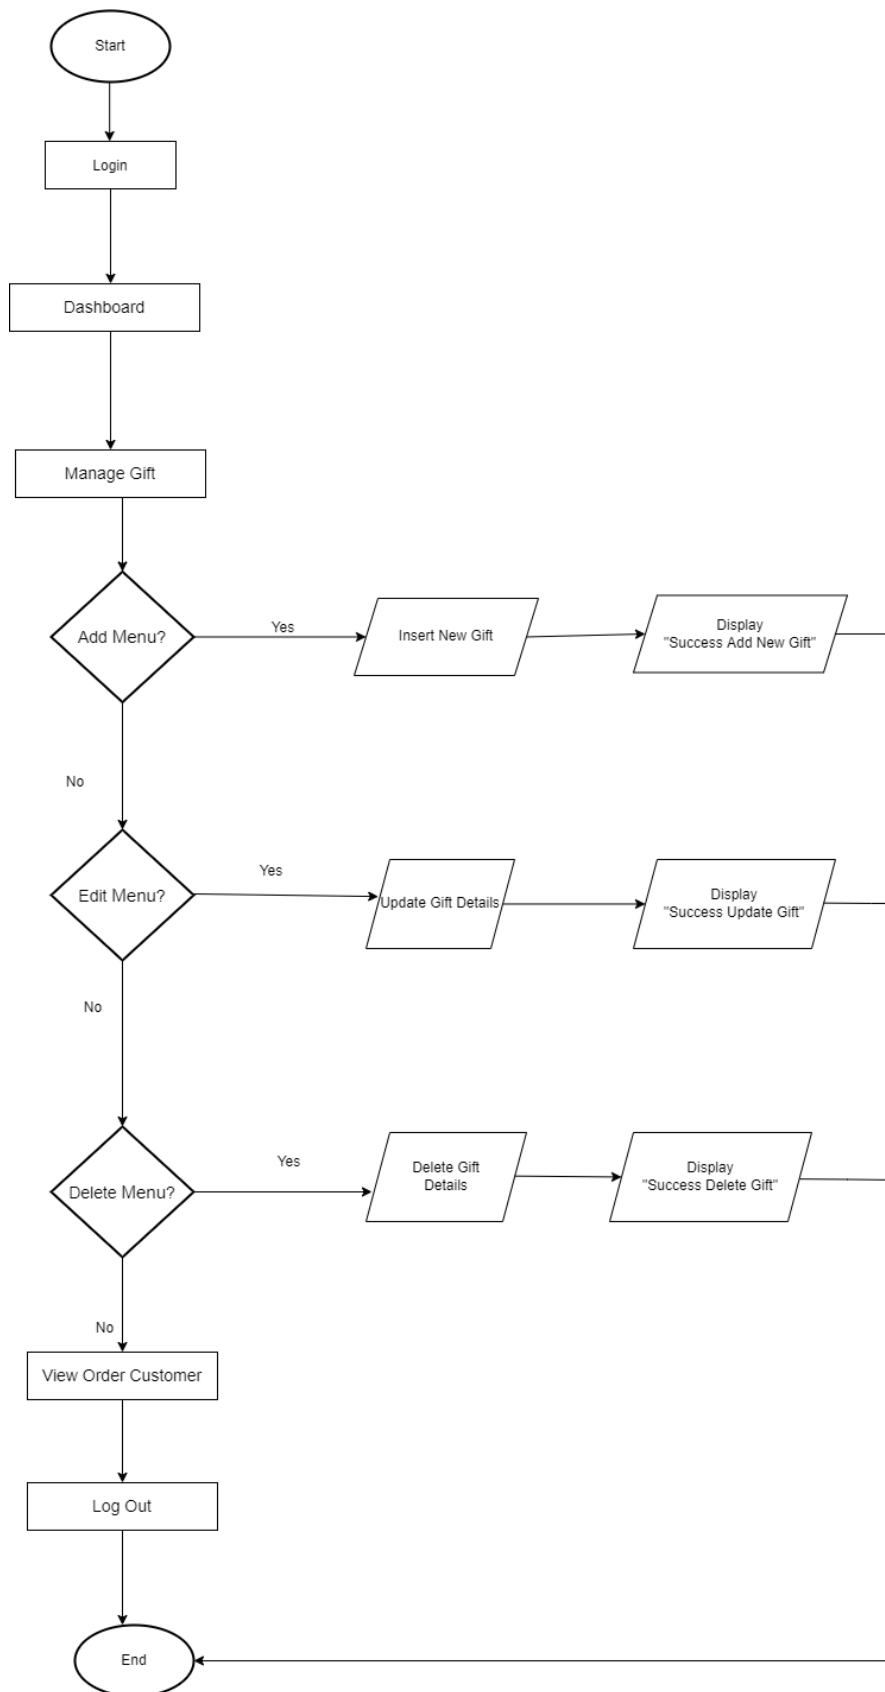 Start
Login
Dashboard
Manage Gift
Add Menu?
Yes
Insert New Gift
Display
"Success Add New Gift"
No
Edit Menu?
Yes
Update Gift Details
Display
"Success Update Gift"
No
Delete Menu?
Yes
Delete Gift
Details
Display
"Success Delete Gift"
No
View Order Customer
Log Out
End